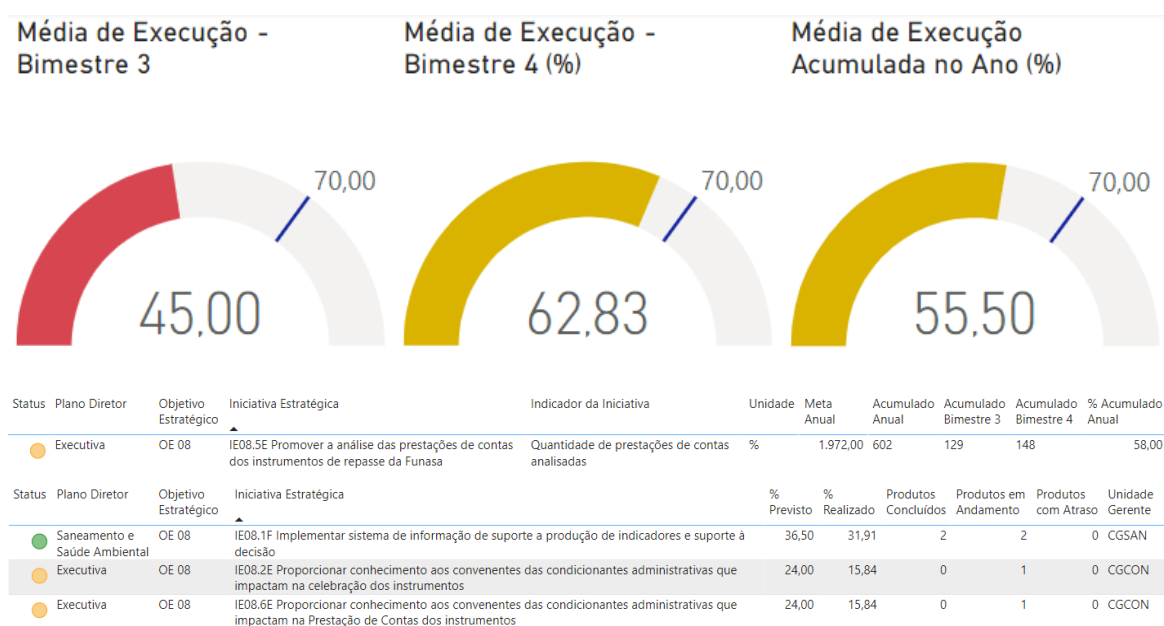 Média de Execução -
Bimestre 3
Média de Execução -
Bimestre 4 (%)
Média de Execução
Acumulada no Ano (%)
70,00
70,00
70,00
45,00
62,83
55,50
Status Plano Diretor Objetivo Estratégico Iniciativa Estratégica Indicador da Iniciativa Unidade Meta Anual Acumulado Anual Acumulado Bimestre 3 Acumulado Bimestre 4 % Acumulado Anual
Executiva OE 08 IE08.5E Promover a análise das prestações de contas Quantidade de prestações de contas % 1.972,00 602 129 148 58,00
dos instrumentos de repasse da Funasa analisadas
Status Plano Diretor Objetivo Estratégico Iniciativa Estratégica % Previsto % Realizado Produtos Concluídos Produtos em Andamento Produtos com Atraso Unidade Gerente
Saneamento e OE 08 IE08.1F Implementar sistema de informação de suporte a produção de indicadores e suporte à 36,50 31,91 2 2 0 CGSAN
Saúde Ambiental decisão
Executiva OE 08 IE08.2E Proporcionar conhecimento aos convenentes das condicionantes administrativas que 24,00 15,84 0 1 0 CGCON
impactam na celebração dos instrumentos
Executiva OE 08 IE08.6E Proporcionar conhecimento aos convenentes das condicionantes administrativas que 24,00 15,84 0 1 0 CGCON
impactam na Prestação de Contas dos instrumentos